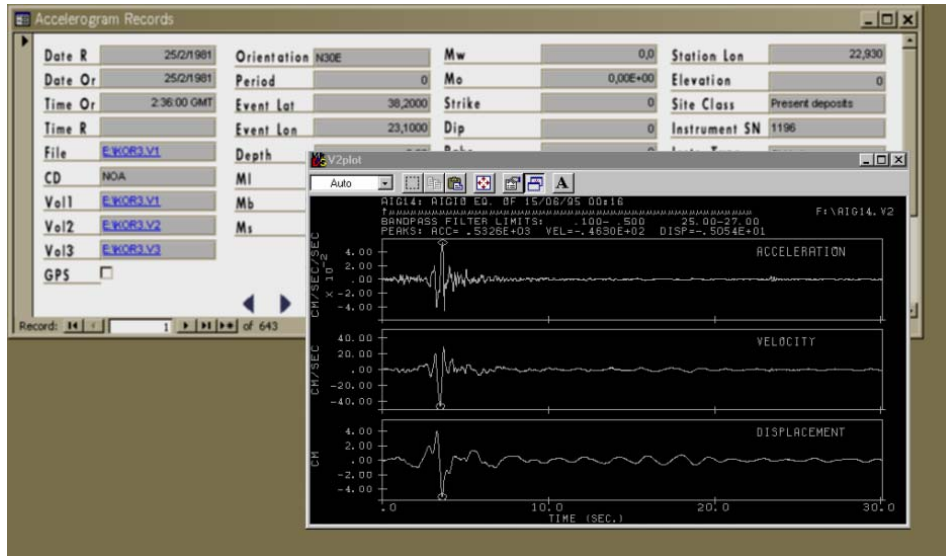 Accelerogram Records
Date R 25/2/1981 Orientation N30E Mw 0,0 Station Lon 22,930
Date Or 25/2/1981 Period 0 Mo 0,00E+00 Elevation 0
Time Or 2:36:00 GMT Event Lat 38,2000 Strike 0 Site Class Present deposits
Time R Event Lon 23,1000 Dip 0 Instrument SN 1196
File E:\KOR3.V1 Depth
CD NOA Ml
Vol1 E:\KOR3.V1 Mb
Vol2 E:\KOR3.V2 Ms
Vol3 E:\KOR3.V3
GPS
Record: 1 of 643
V2plot
Auto A
AIGL4: AIGIØ EQ. ØF 15/06/95 00:16
F:\AIG14.V2
BANDPASS FILTER LIMITS: .100- .500 25.00-27.00
PEAKS: ACC= .5326E+03 VEL=-.4630E+02 DISP=-.5054E+01
ACCELERATIØN
CM/SEC/SEC
x 10-2
4.00
2.00
.00
-2.00
-4.00
VELØCITY
CM/SEC
40.00
20.00
.00
-20.00
-40.00
DISPLACEMENT
CM
4.00
2.00
.00
-2.00
-4.00
.0 10.0 20.0 30.0
TIME (SEC.)